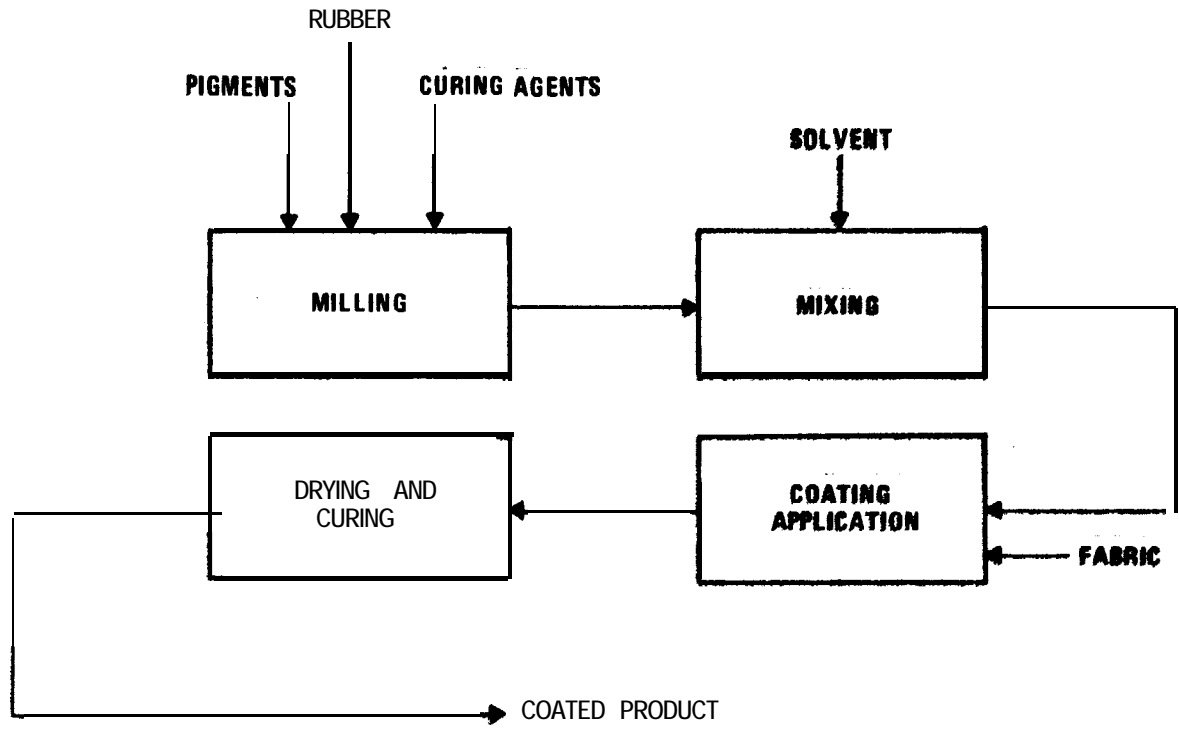 RUBBER
PIGMENTS
CURING AGENTS
SOLVENT
MILLING
MIXING
DRYING AND
CURING
COATING
APPLICATION
FABRIC
COATED PRODUCT